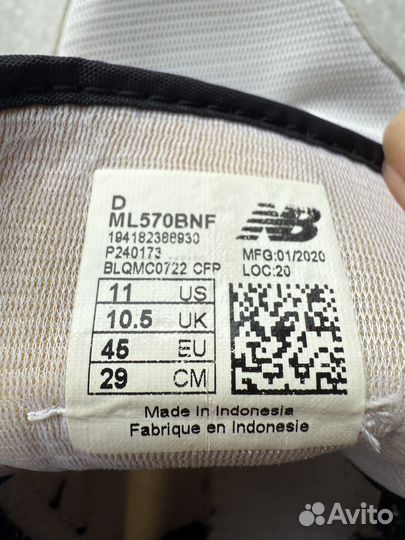 D
ML570BNF
194182388930
P240173
BLQMC0722 CFP
NB
MFG:01/2020
LOC:20
11 US
10.5 UK
45 EU
29 CM
Made in Indonesia
Fabrique en Indonesie
Avito